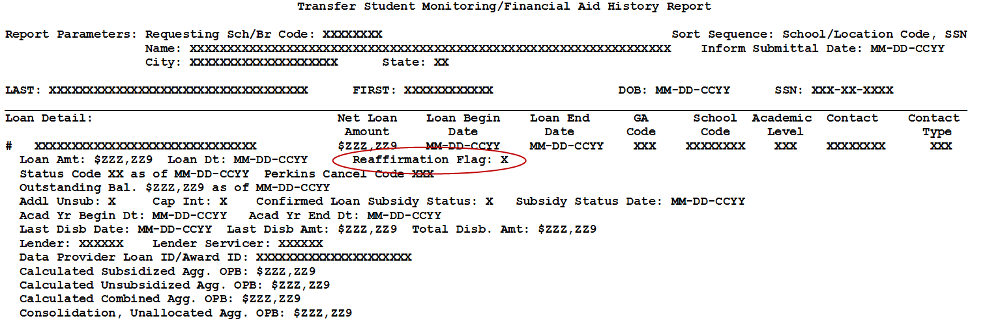 Transfer Student Monitoring/Financial Aid History Report
Report Parameters: Requesting Sch/Br Code: XXXXXXXX Sort Sequence: School/Location Code, SSN
Name: XXXXXXXXXXXXXXXXXXXXXXXXXXXXXXXXXXXXXXXXXXXXXXXXXXXXXXXXXXXXXXXXX Inform Submittal Date: MM-DD-CCYY
City: XXXXXXXXXXXXXXXXXXXX State: XX
LAST: XXXXXXXXXXXXXXXXXXXXXXXXXXXXXXXXXXX FIRST: XXXXXXXXXXXX DOB: MM-DD-CCYY SSN: XXX-XX-XXXX
Loan Detail: Net Loan Loan Begin Loan End GA School Academic Contact Contact
Amount Date Date Code Code Level Type
# XXXXXXXXXXXXXXXXXXXXXXXXXXXXXX $ZZZ,ZZ9 MM-DD-CCYY MM-DD-CCYY XXX XXXXXXXX XXX XXXXXXXX XXX
Loan Amt: $ZZZ,ZZ9 Loan Dt: MM-DD-CCYY Reaffirmation Flag: X
Status Code XX as of MM-DD-CCYY Perkins Cancel Code XXX
Outstanding Bal. $ZZZ,ZZ9 as of MM-DD-CCYY
Addl Unsub: X Cap Int: X Confirmed Loan Subsidy Status: X Subsidy Status Date: MM-DD-CCYY
Acad Yr Begin Dt: MM-DD-CCYY Acad Yr End Dt: MM-DD-CCYY
Last Disb Date: MM-DD-CCYY Last Disb Amt: $ZZZ,ZZ9 Total Disb. Amt: $ZZZ,ZZ9
Lender: XXXXXX Lender Servicer: XXXXXX
Data Provider Loan ID/Award ID: XXXXXXXXXXXXXXXXXXXXX
Calculated Subsidized Agg. OPB: $ZZZ,ZZ9
Calculated Unsubsidized Agg. OPB: $ZZZ,ZZ9
Calculated Combined Agg. OPB: $ZZZ,ZZ9
Consolidation, Unallocated Agg. OPB: $ZZZ,ZZ9